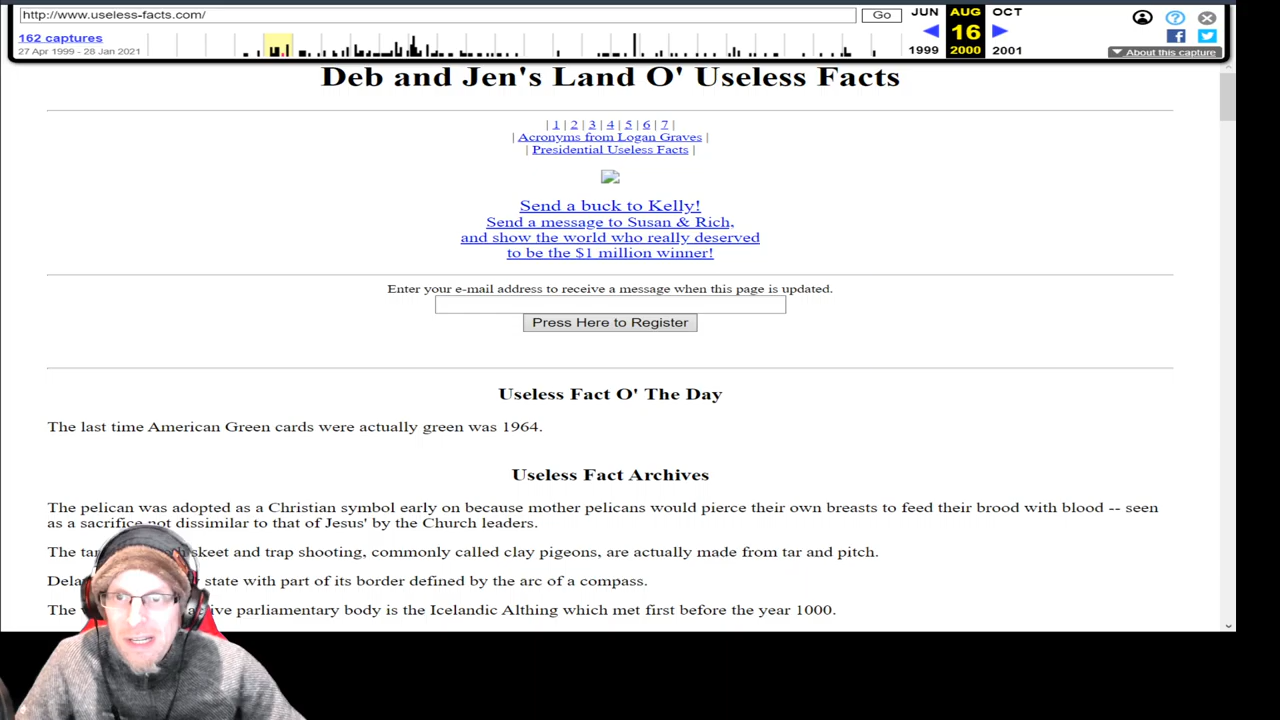 http://www.useless-facts.com/
Go
JUN AUG OCT
162 captures
16
27 Apr 1999 - 28 Jan 2021
1999 2000 2001
About this capture
Deb and Jen's Land O' Useless Facts
| 1 | 2 | 3 | 4 | 5 | 6 | 7 |
| Acronyms from Logan Graves |
| Presidential Useless Facts |
Send a buck to Kelly!
Send a message to Susan & Rich,
and show the world who really deserved
to be the $1 million winner!
Enter your e-mail address to receive a message when this page is updated.
Press Here to Register
Useless Fact O' The Day
The last time American Green cards were actually green was 1964.
Useless Fact Archives
The pelican was adopted as a Christian symbol early on because mother pelicans would pierce their own breasts to feed their brood with blood -- seen
as a sacrifice not dissimilar to that of Jesus' by the Church leaders.
The skeet and trap shooting, commonly called clay pigeons, are actually made from tar and pitch.
state with part of its border defined by the arc of a compass.
The parliamentary body is the Icelandic Althing which met first before the year 1000.